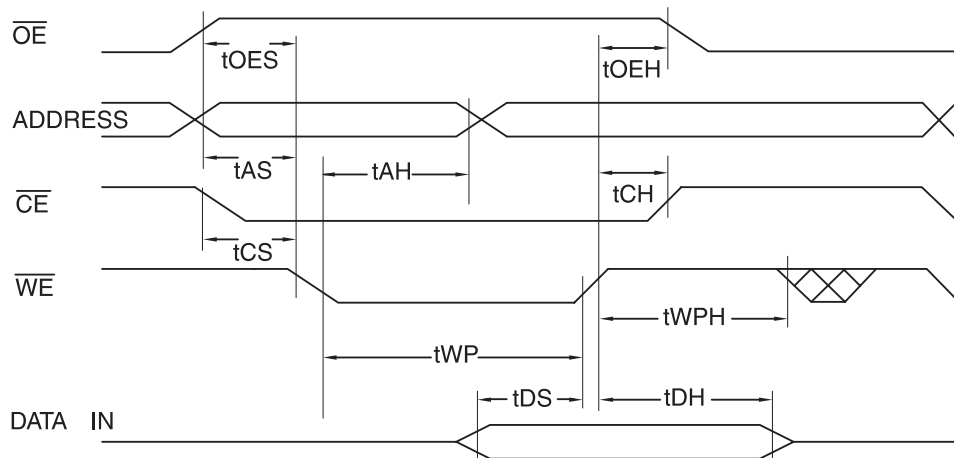 OE
tOES
tOEH
ADDRESS
tAS
tAH
tCH
CE
tCS
WE
tWPH
tWP
tDS
tDH
DATA IN